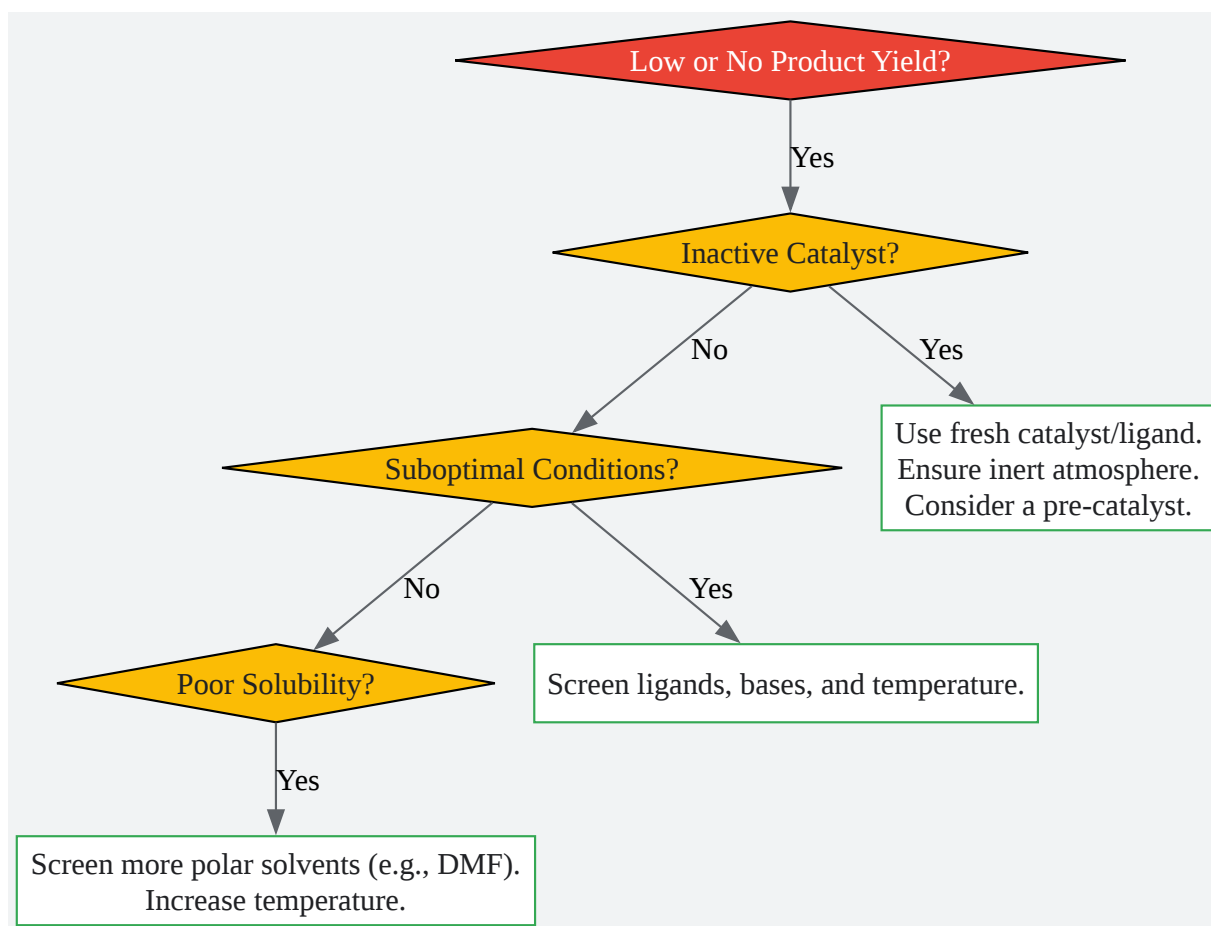 Low or No Product Yield?
Yes
Inactive Catalyst?
No
Yes
Use fresh catalyst/ligand.
Ensure inert atmosphere.
Consider a pre-catalyst.
Suboptimal Conditions?
No
Yes
Poor Solubility?
Screen ligands, bases, and temperature.
Yes
Screen more polar solvents (e.g., DMF).
Increase temperature.